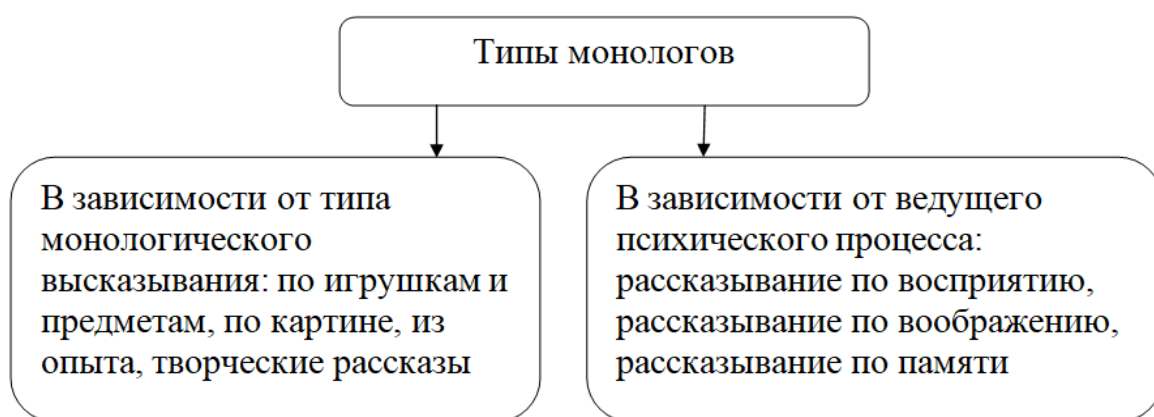 Типы монологов
В зависимости от типа
монологического
высказывания: по игрушкам и
предметам, по картине, из
опыта, творческие рассказы
В зависимости от ведущего
психического процесса:
рассказывание по восприятию,
рассказывание по воображению,
рассказывание по памяти